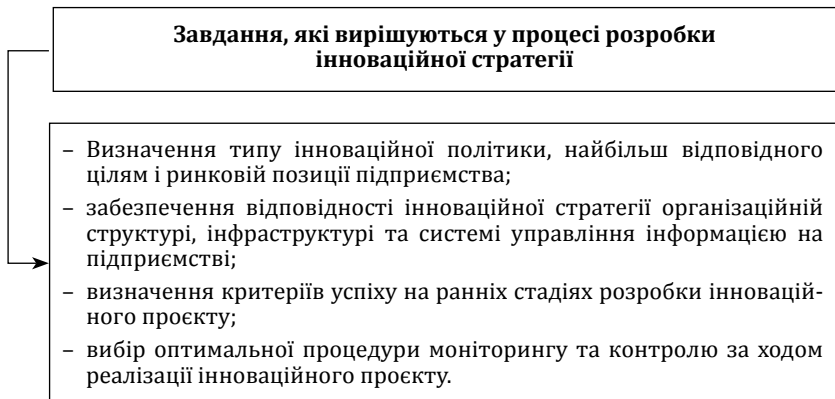 Завдання, які вирішуються у процесі розробки
інноваційної стратегії
– Визначення типу інноваційної політики, найбільш відповідного
цілям і ринковій позиції підприємства;
– забезпечення відповідності інноваційної стратегії організаційній
структурі, інфраструктурі та системі управління інформацією на
підприємстві;
– визначення критеріїв успіху на ранніх стадіях розробки інновацій-
ного проєкту;
– вибір оптимальної процедури моніторингу та контролю за ходом
реалізації інноваційного проєкту.